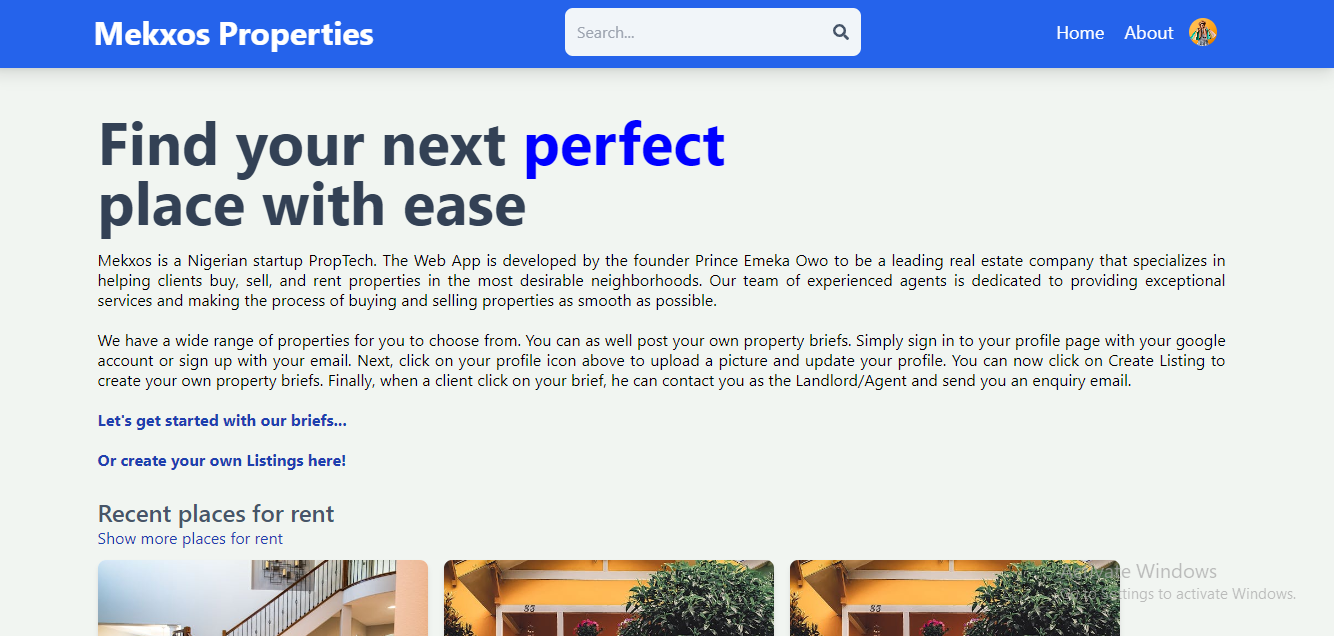 Mekxos Properties
Search...
Home
About
Find your next perfect
place with ease
Mekxos is a Nigerian startup PropTech. The Web App is developed by the founder Prince Emeka Owo to be a leading real estate company that specializes in
helping clients buy, sell, and rent properties in the most desirable neighborhoods. Our team of experienced agents is dedicated to providing exceptional
services and making the process of buying and selling properties as smooth as possible.
We have a wide range of properties for you to choose from. You can as well post your own property briefs. Simply sign in to your profile page with your google
account or sign up with your email. Next, click on your profile icon above to upload a picture and update your profile. You can now click on Create Listing to
create your own property briefs. Finally, when a client click on your brief, he can contact you as the Landlord/Agent and send you an enquiry email.
Let's get started with our briefs...
Or create your own Listings here!
Recent places for rent
Show more places for rent
83
83
Activate Windows
Go to Settings to activate Windows.